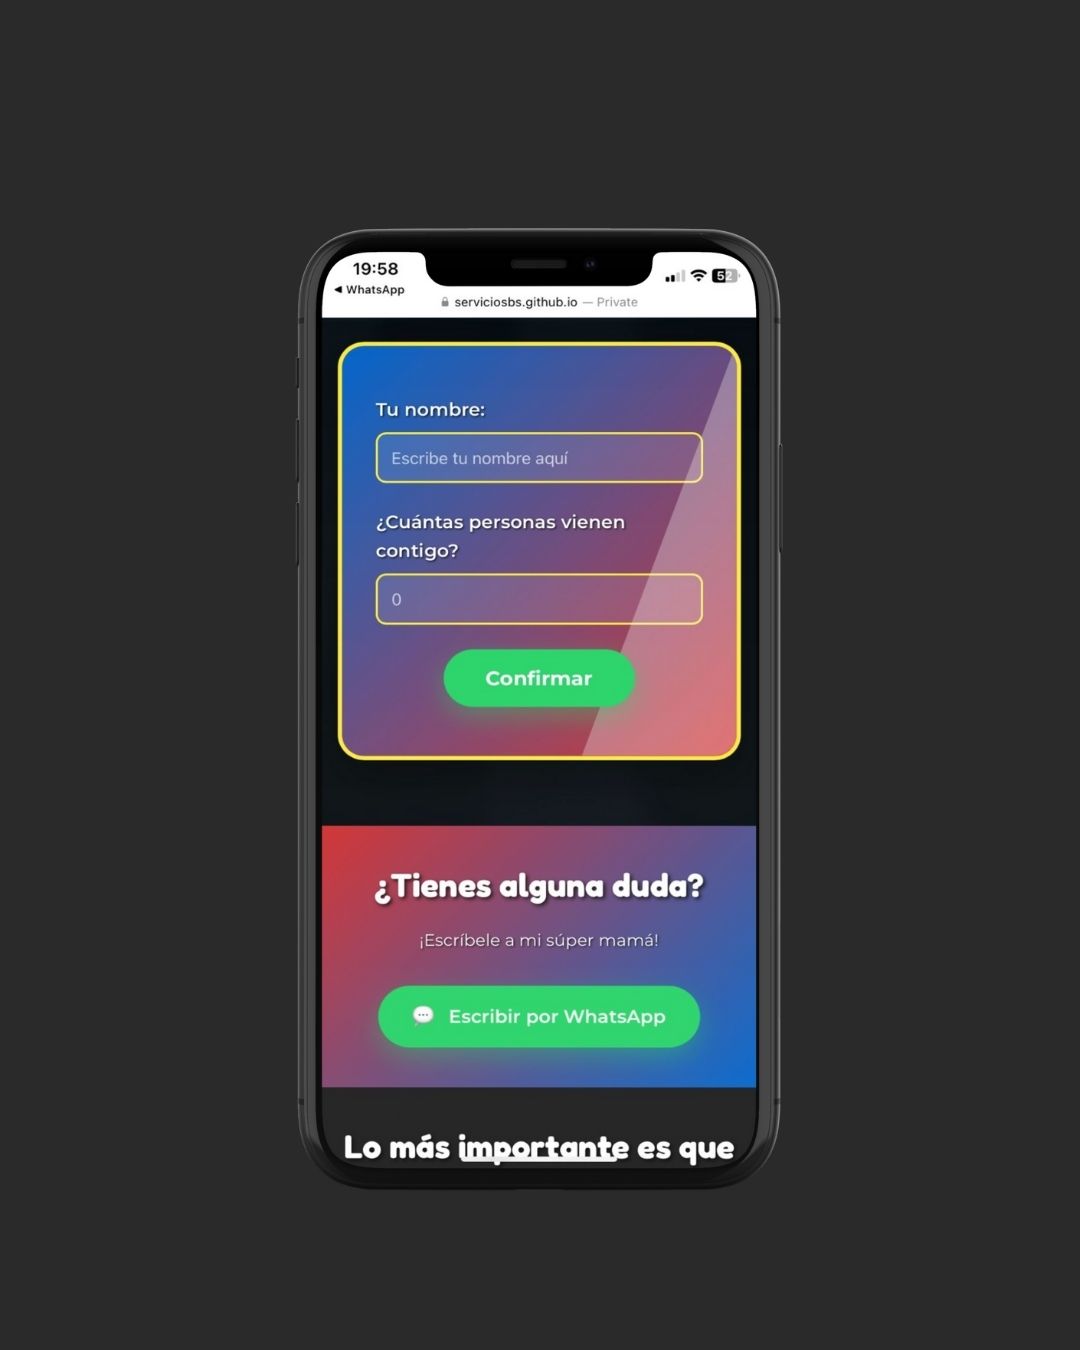 19:58
52
◀ WhatsApp
serviciosbs.github.io — Private
Tu nombre:
Escribe tu nombre aquí
¿Cuántas personas vienen
contigo?
0
Confirmar
¿Tienes alguna duda?
¡Escríbele a mi súper mamá!
Escribir por WhatsApp
Lo más importante es que